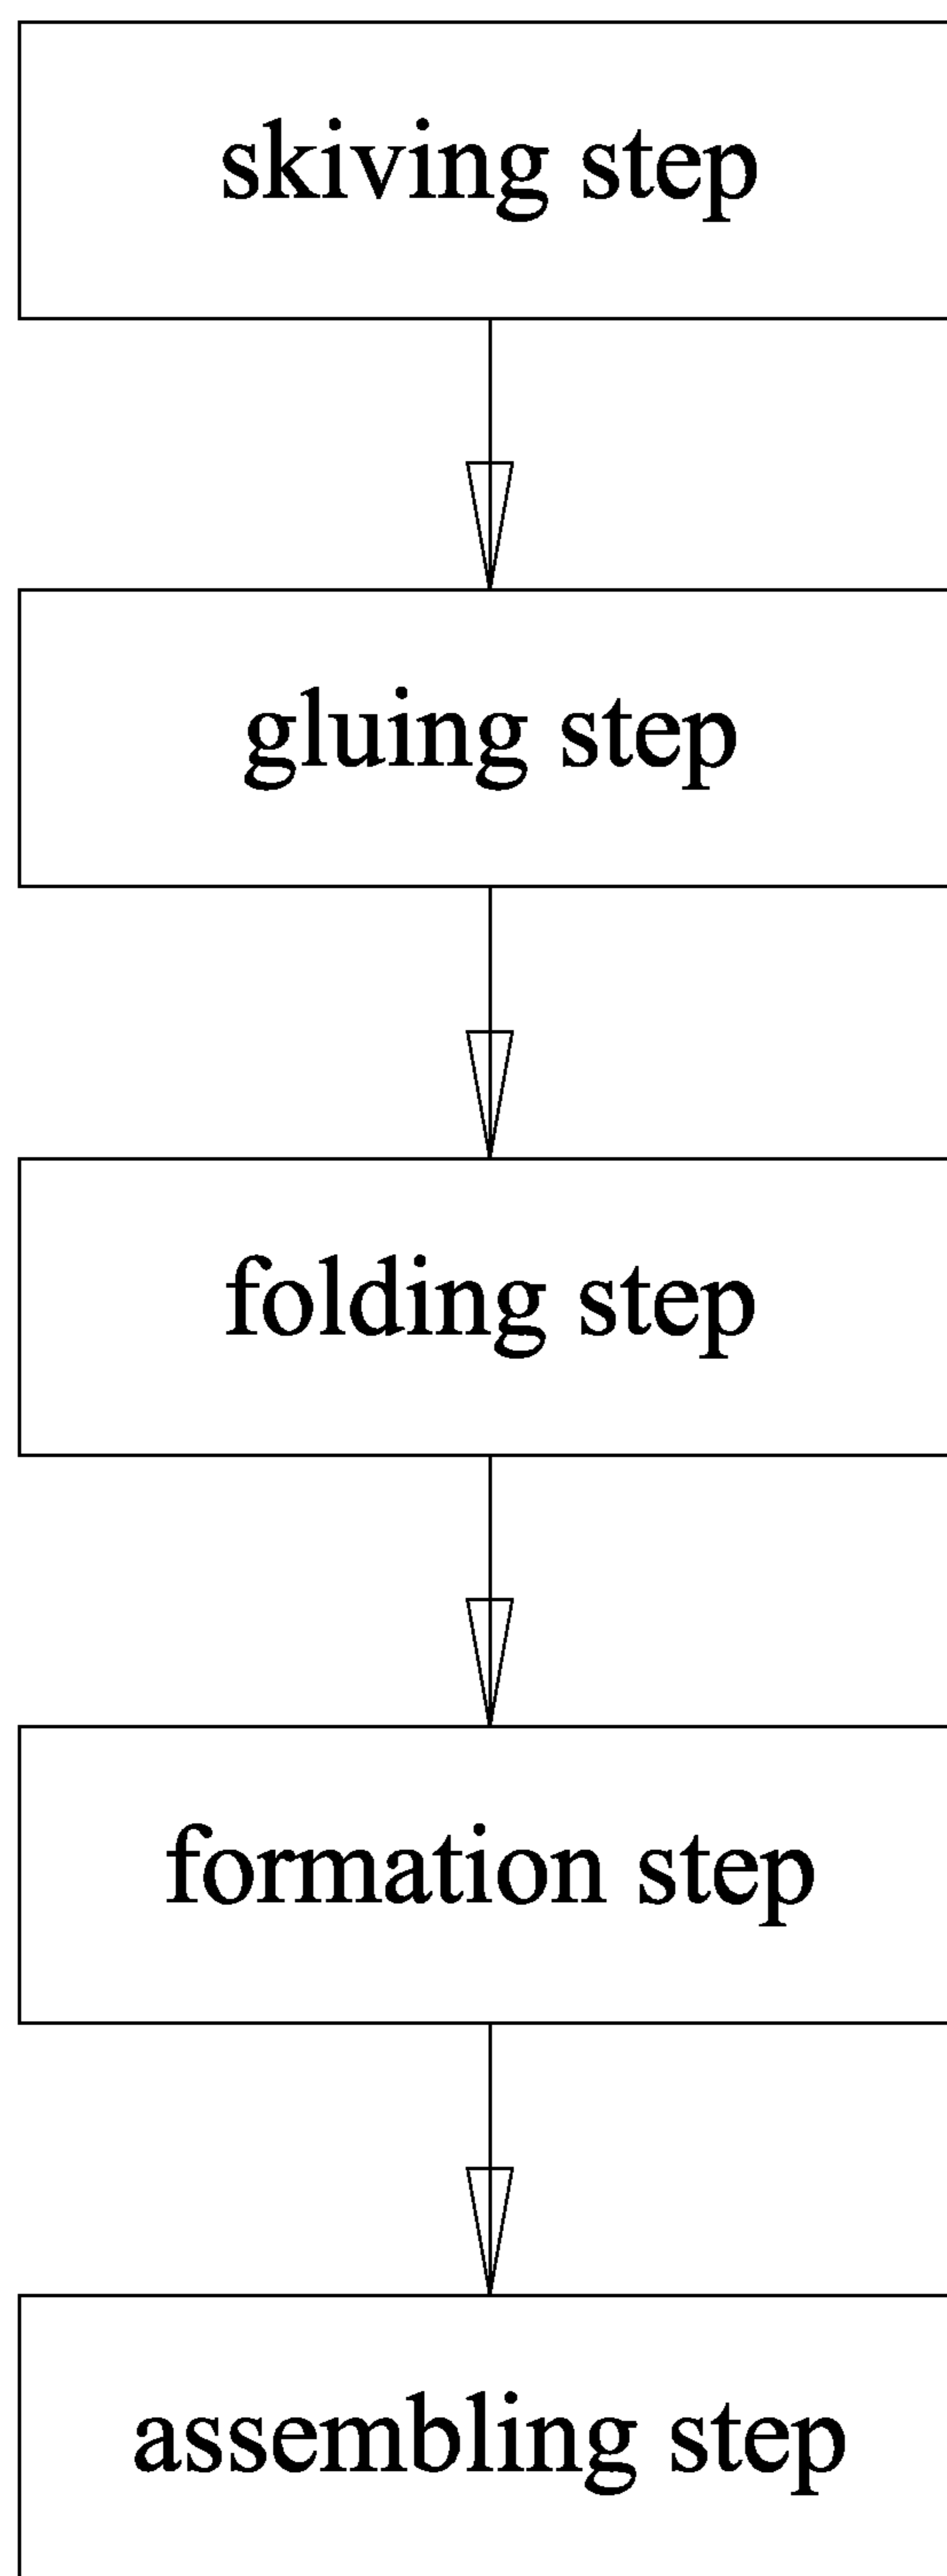 skiving step
gluing step
folding step
formation step
assembling step